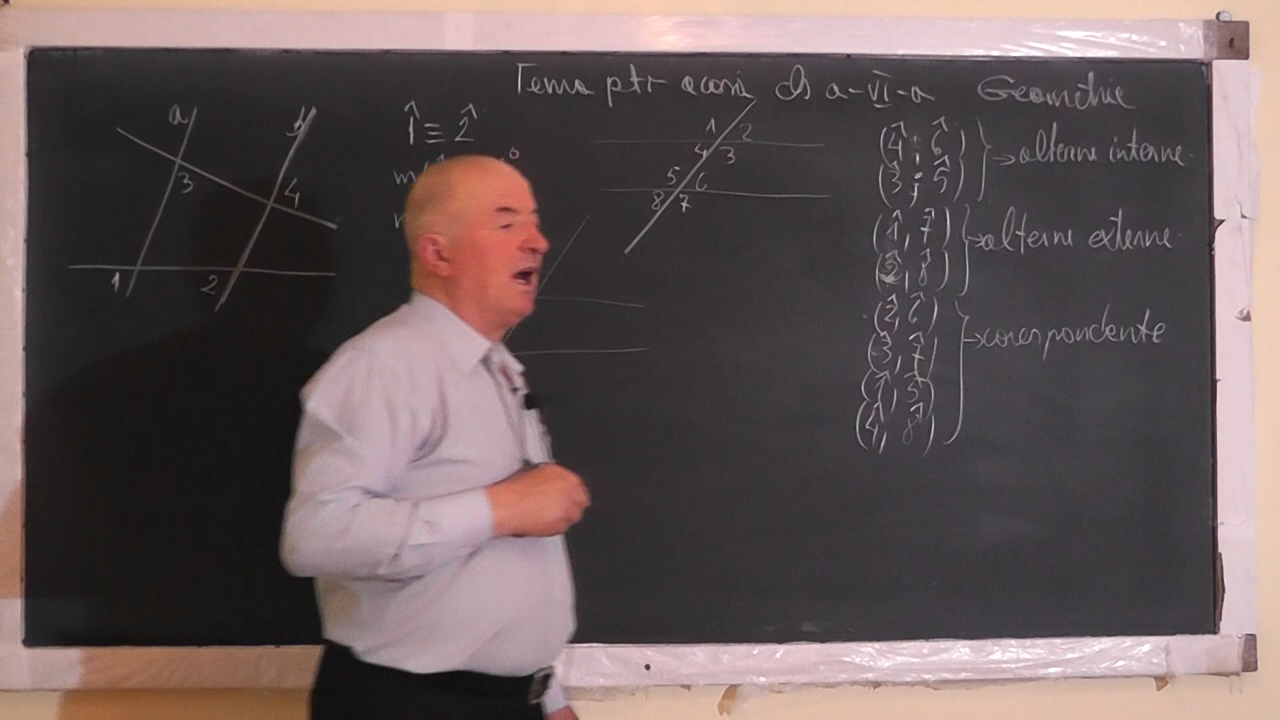 Tema ptr acasă cls a-VI-a Geometrie
a b
3 4
1 2
1̂ ≡ 2̂
1 2
4 3
5 6
8 7
(4̂ ; 6̂)
(3̂ ; 5̂) → alterne interne
(1̂, 7̂)
(2̂, 8̂) → alterne externe
(2̂, 6̂)
(3̂, 7̂) → corespondente
(1̂, 5̂)
(4̂, 8̂)